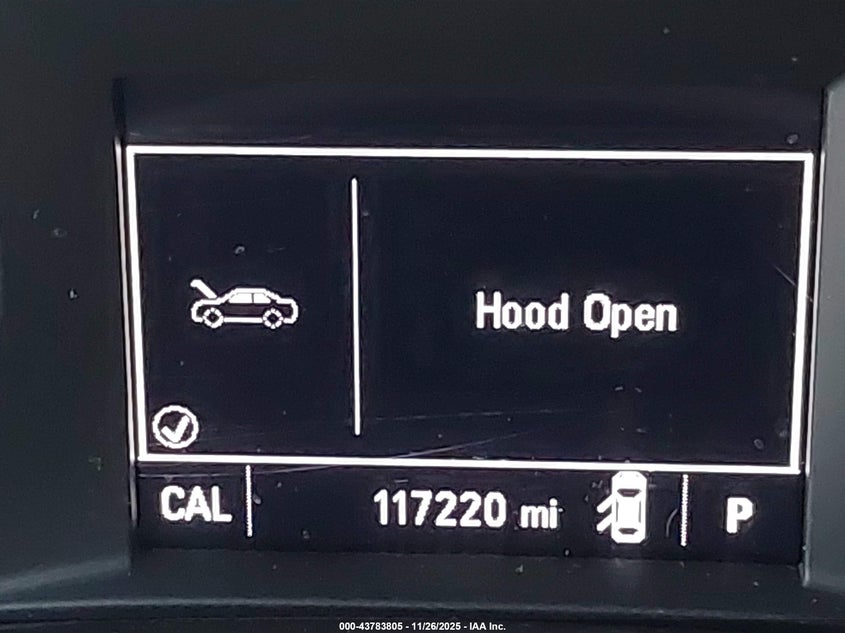 Hood Open
CAL
117220 mi
P
000-43783805 - 11/26/2025 - IAA Inc.